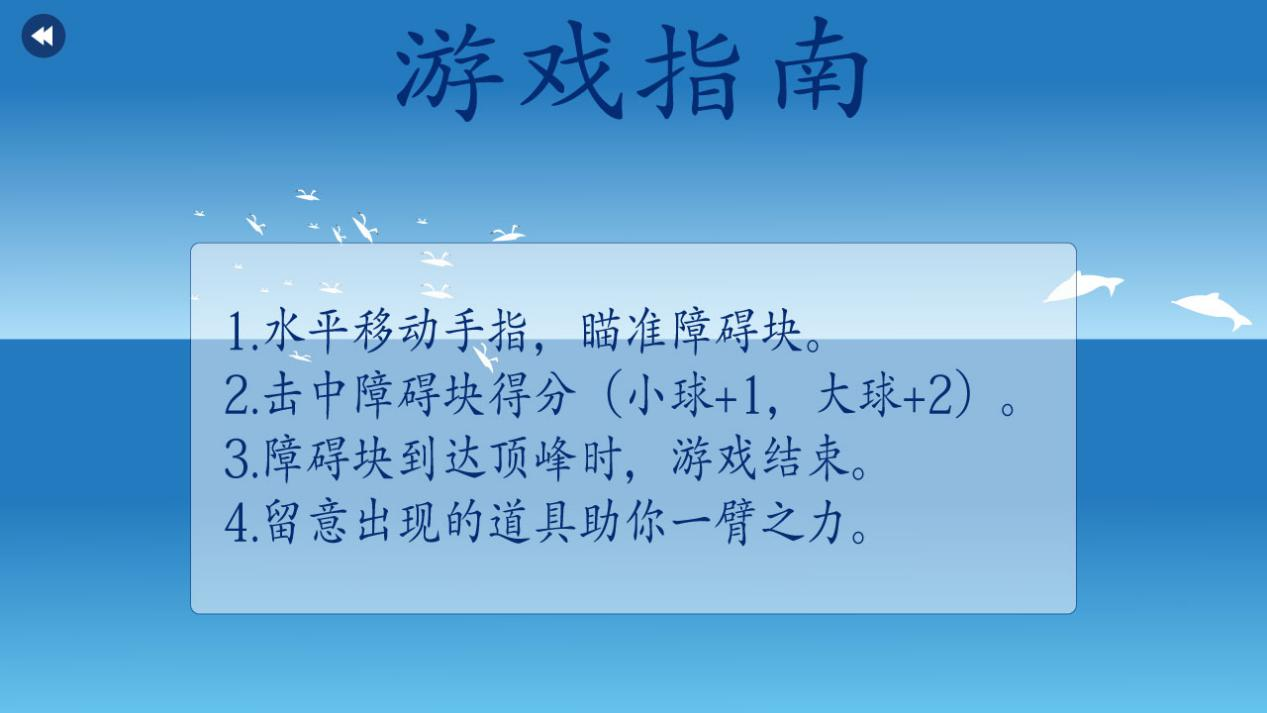 游戏指南
1.水平移动手指，瞄准障碍块。
2.击中障碍块得分（小球+1，大球+2）。
3.障碍块到达顶峰时，游戏结束。
4.留意出现的道具助你一臂之力。